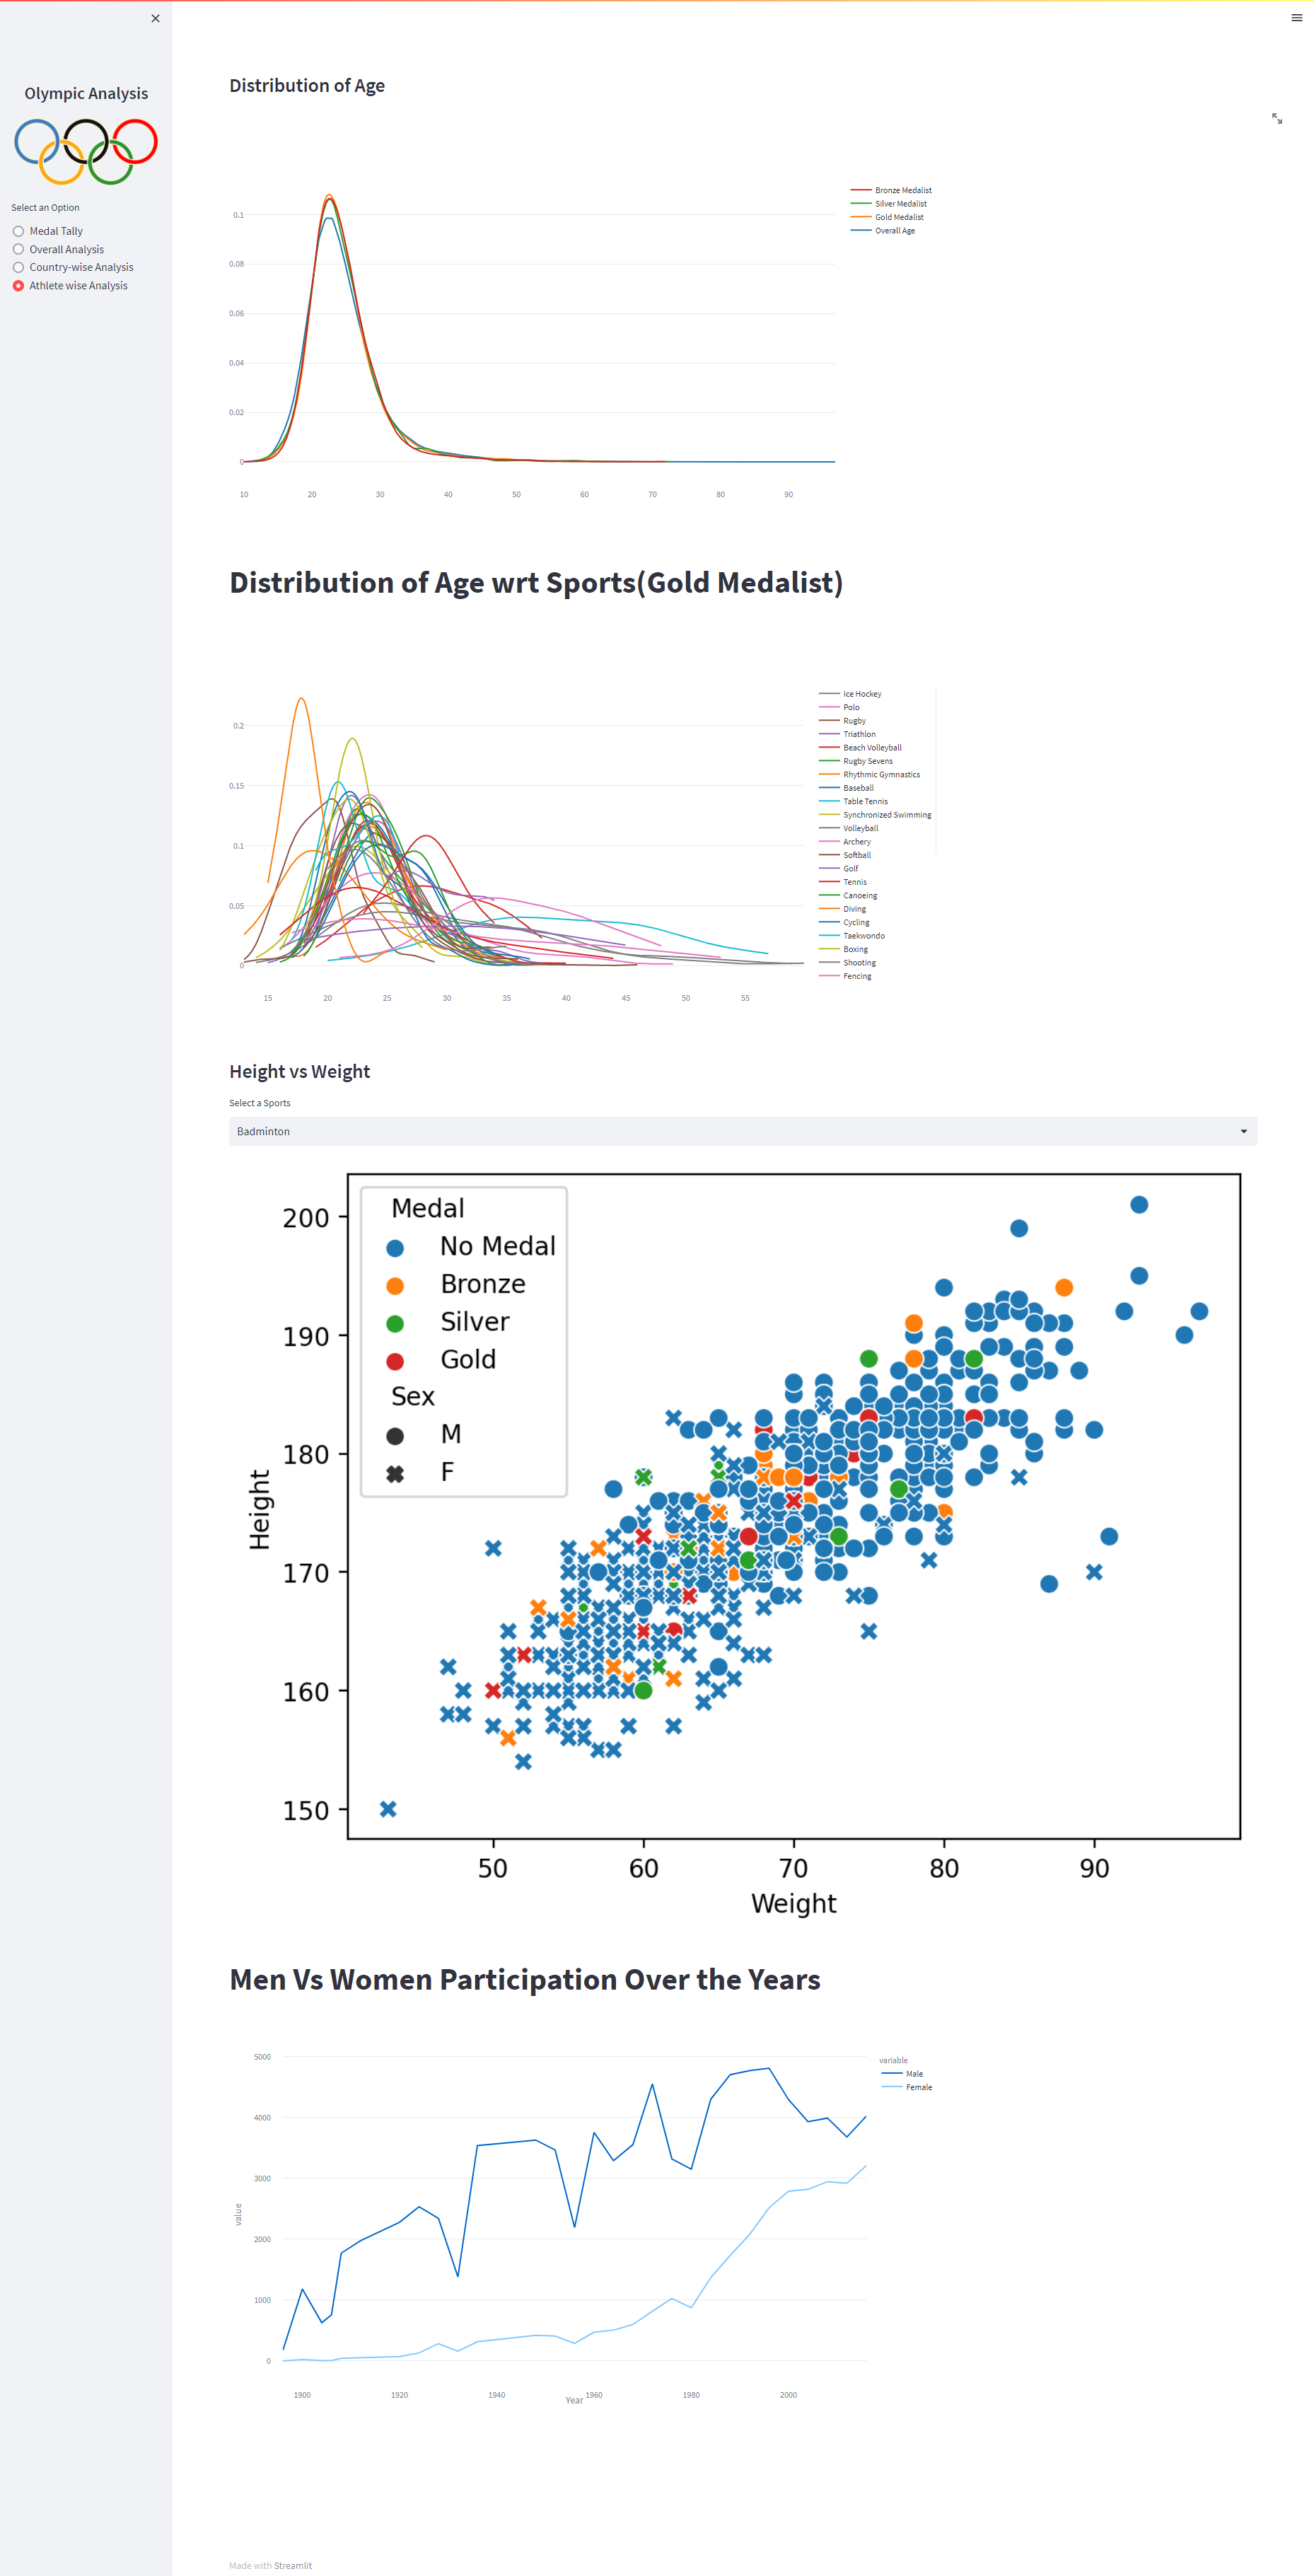 Olympic Analysis
Select an Option
Medal Tally
Overall Analysis
Country-wise Analysis
Athlete wise Analysis
Distribution of Age
0.1
0.08
0.06
0.04
0.02
0
10 20 30 40 50 60 70 80 90
Bronze Medalist
Silver Medalist
Gold Medalist
Overall Age
Distribution of Age wrt Sports(Gold Medalist)
0.2
0.15
0.1
0.05
0
15 20 25 30 35 40 45 50 55
Ice Hockey
Polo
Rugby
Triathlon
Beach Volleyball
Rugby Sevens
Rhythmic Gymnastics
Baseball
Table Tennis
Synchronized Swimming
Volleyball
Archery
Softball
Golf
Tennis
Canoeing
Diving
Cycling
Taekwondo
Boxing
Shooting
Fencing
Height vs Weight
Select a Sports
Badminton
Medal
No Medal
Bronze
Silver
Gold
Sex
M
F
200
190
180
170
160
150
Height
50 60 70 80 90
Weight
Men Vs Women Participation Over the Years
5000
4000
3000
2000
1000
0
value
1900 1920 1940 1960 1980 2000
Year
variable
Male
Female
Made with Streamlit